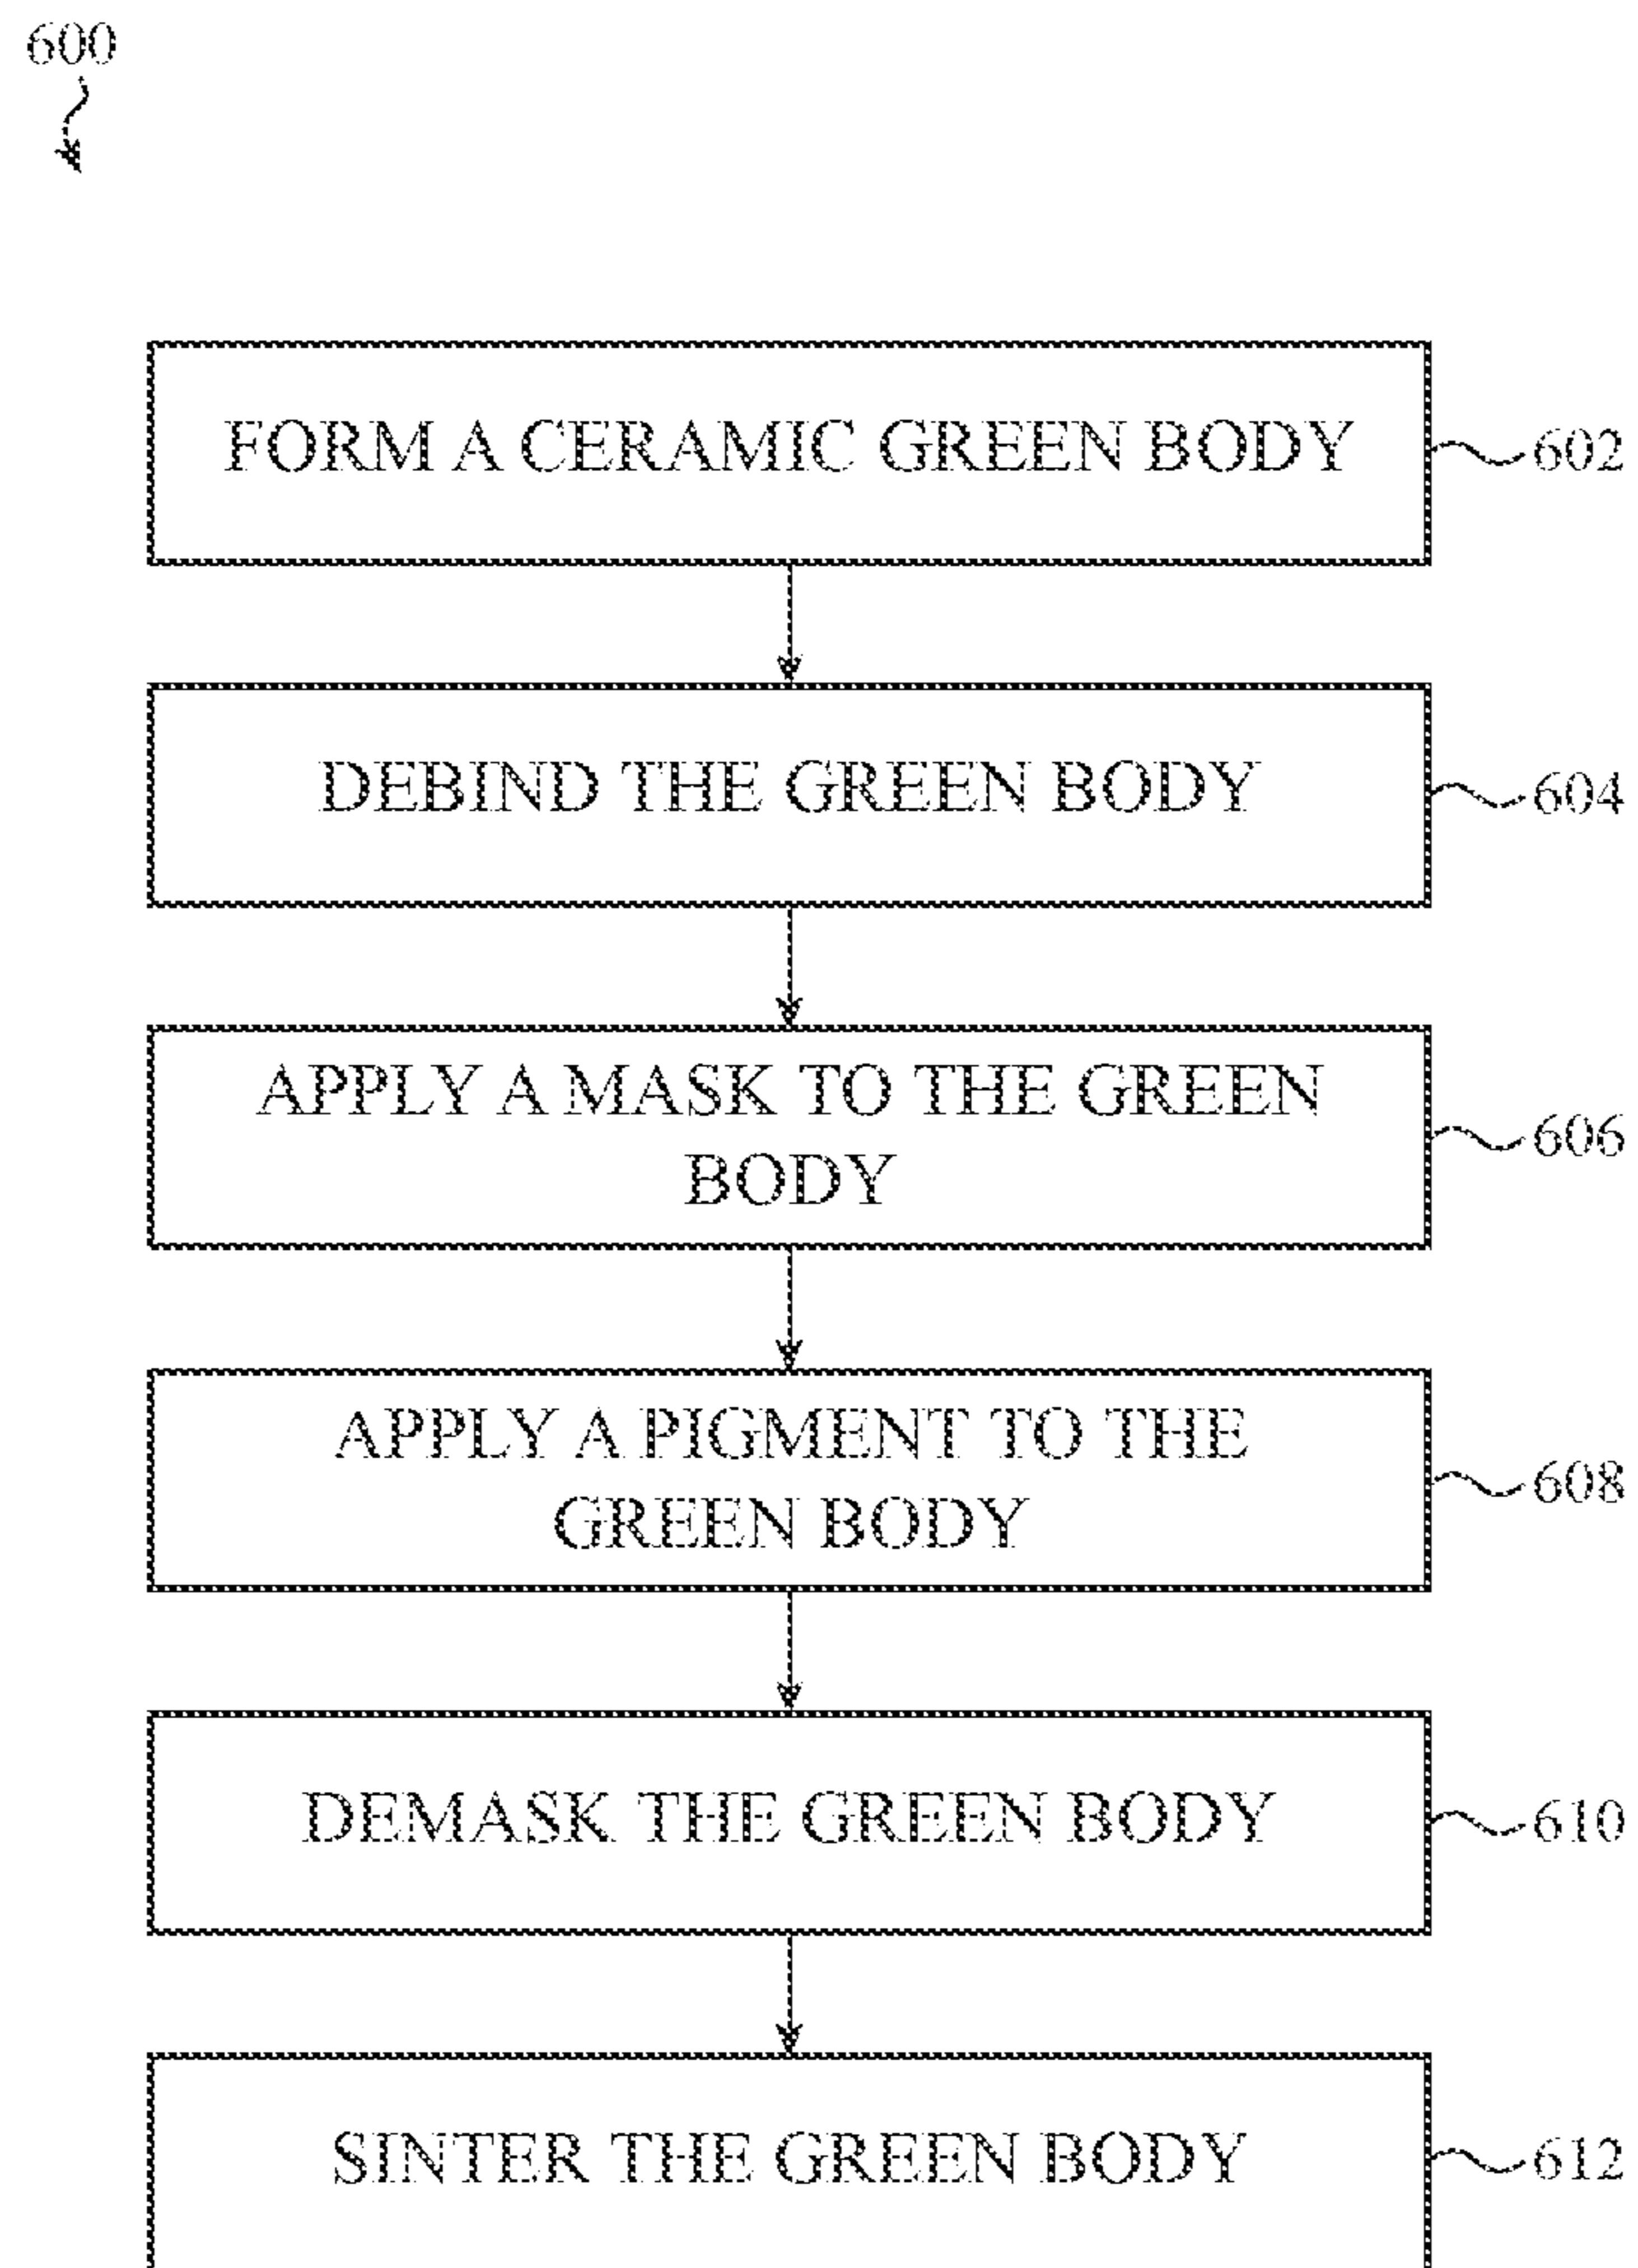 600
FORM A CERAMIC GREEN BODY
602
DEBIND THE GREEN BODY
604
APPLY A MASK TO THE GREEN
BODY
606
APPLY A PIGMENT TO THE
GREEN BODY
608
DEMASK THE GREEN BODY
610
SINTER THE GREEN BODY
612